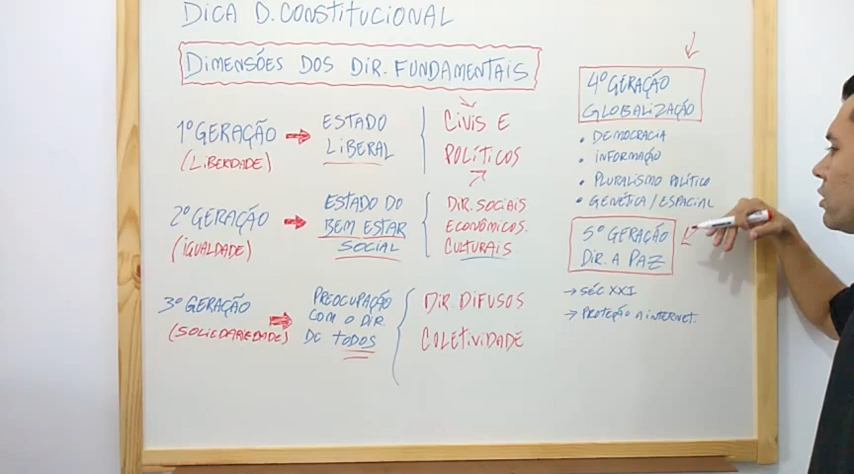 DICA D. CONSTITUCIONAL
DIMENSÕES DOS DIR. FUNDAMENTAIS
1º GERAÇÃO
(LIBERDADE)
ESTADO
LIBERAL
CIVIS E
POLÍTICOS
2º GERAÇÃO
(IGUALDADE)
ESTADO DO
BEM ESTAR
SOCIAL
DIR. SOCIAIS
ECONÔMICOS.
CULTURAIS
3º GERAÇÃO
(SOLIDARIEDADE)
PREOCUPAÇÃO
COM O DIR.
DE TODOS
DIR DIFUSOS
COLETIVIDADE
4º GERAÇÃO
GLOBALIZAÇÃO
• DEMOCRACIA
• INFORMAÇÃO
• PLURALISMO POLÍTICO
• GENÉTICA / ESPACIAL
5º GERAÇÃO
DIR. A PAZ
→ SÉC XXI
→ PROTEÇÃO A INTERNET.